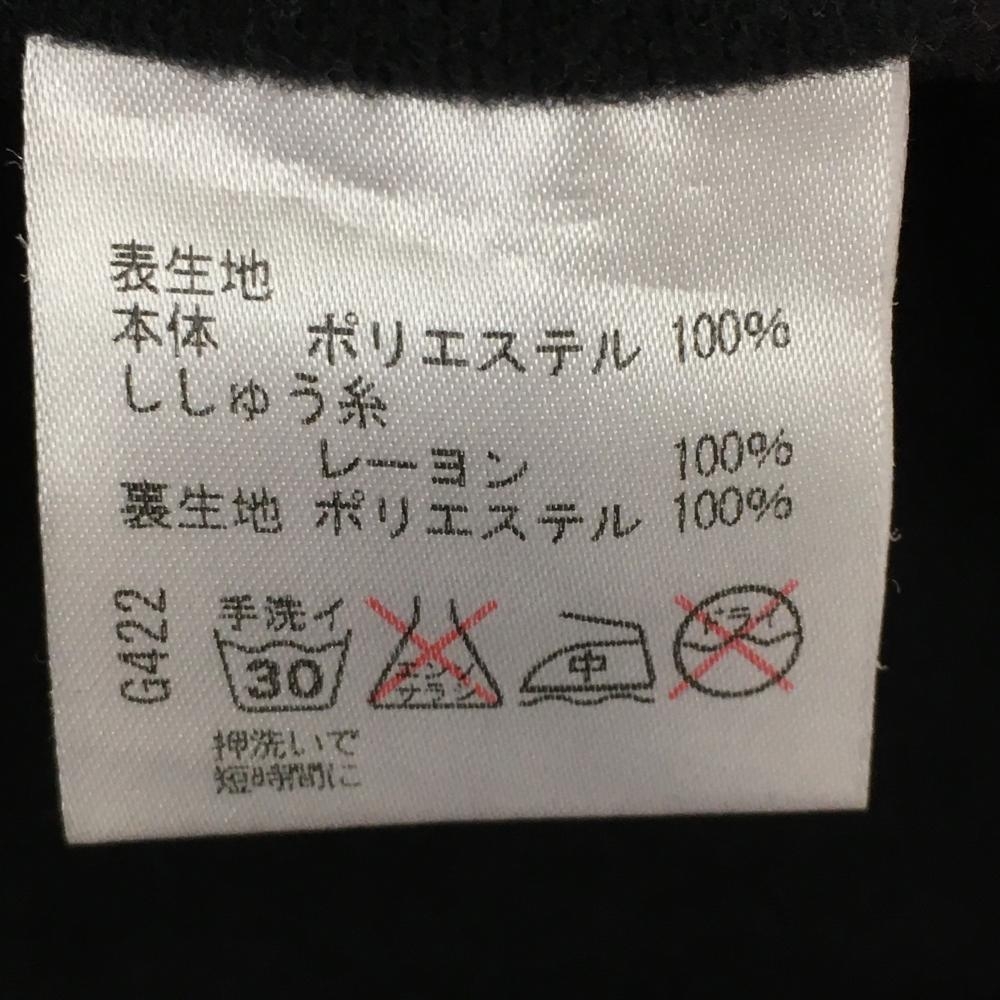 表生地
本体 ポリエステル 100%
ししゅう糸
レーヨン 100%
裏生地 ポリエステル 100%
G422
手洗イ
30
エンソ
サラシ
中
ドライ
押洗いで
短時間に